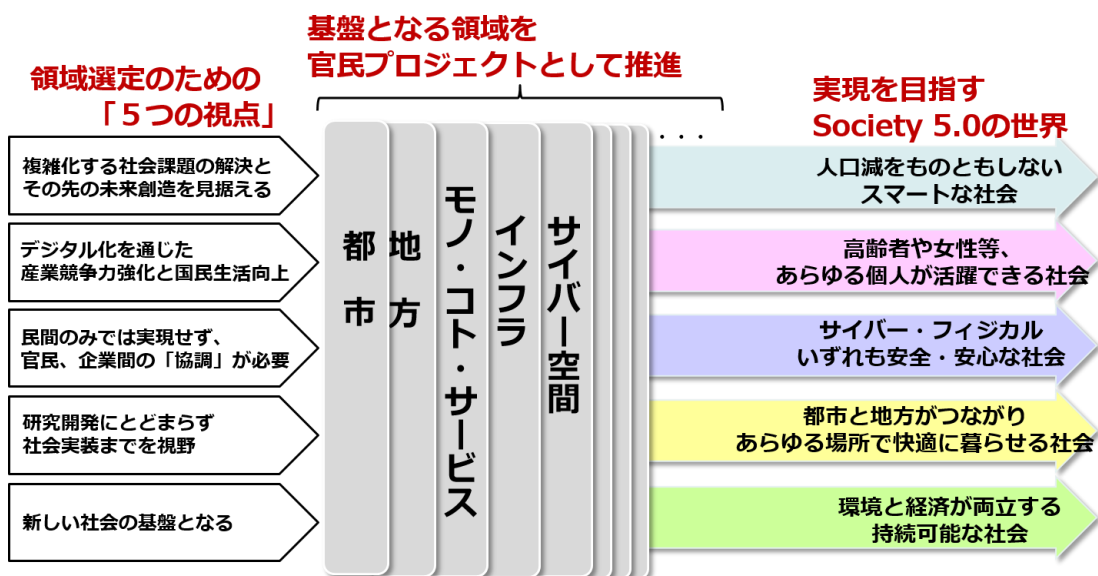 領域選定のための
「５つの視点」
複雑化する社会課題の解決と
その先の未来創造を見据える
デジタル化を通じた
産業競争力強化と国民生活向上
民間のみでは実現せず、
官民、企業間の「協調」が必要
研究開発にとどまらず
社会実装までを視野
新しい社会の基盤となる
基盤となる領域を
官民プロジェクトとして推進
都市
地方
モノ・コト・サービス
インフラ
サイバー空間
・・・
実現を目指す
Society 5.0の世界
人口減をものともしない
スマートな社会
高齢者や女性等、
あらゆる個人が活躍できる社会
サイバー・フィジカル
いずれも安全・安心な社会
都市と地方がつながり
あらゆる場所で快適に暮らせる社会
環境と経済が両立する
持続可能な社会